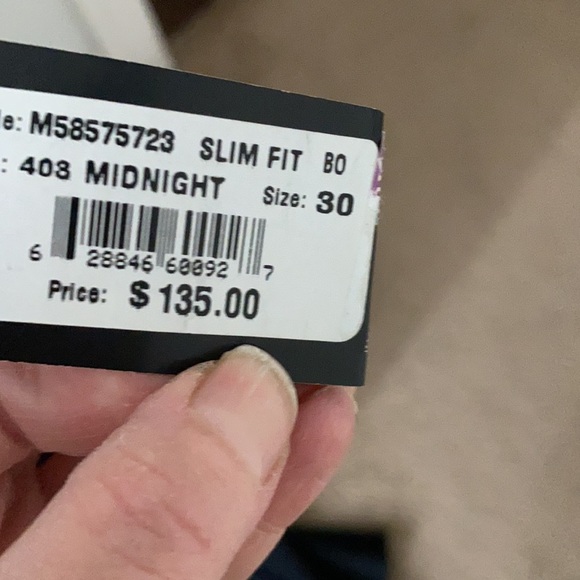 le: M58575723 SLIM FIT BO
: 403 MIDNIGHT Size: 30
6 28846 60092 7
Price: $135.00